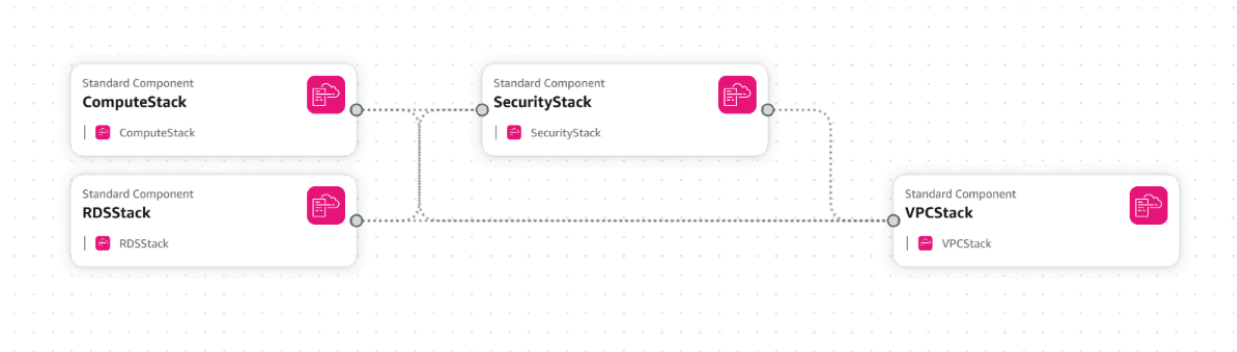 Standard Component
ComputeStack
ComputeStack
Standard Component
SecurityStack
SecurityStack
Standard Component
RDSStack
RDSStack
Standard Component
VPCStack
VPCStack